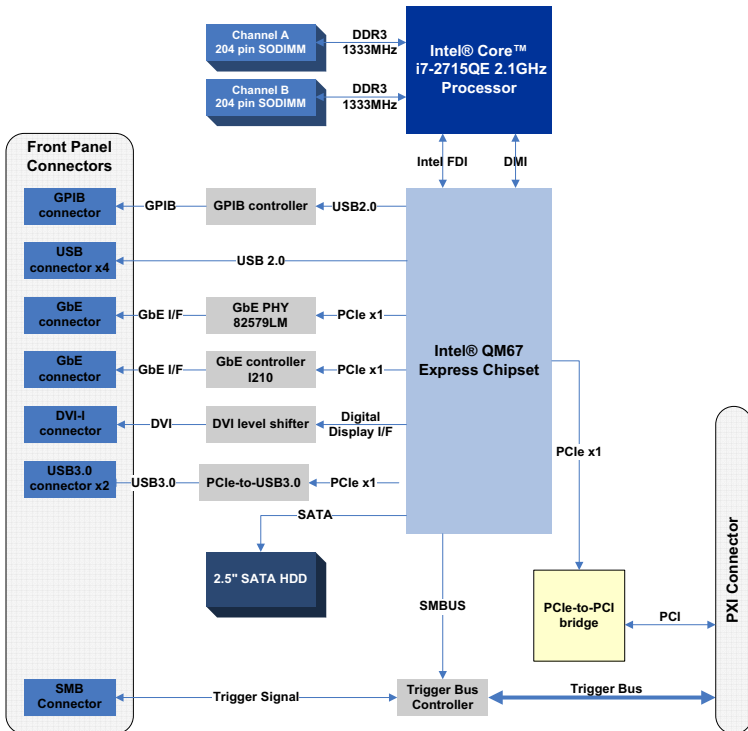 Channel A
204 pin SODIMM
DDR3
1333MHz
Intel® Core™
i7-2715QE 2.1GHz
Processor
Channel B
204 pin SODIMM
DDR3
1333MHz
Front Panel
Connectors
Intel FDI
DMI
GPIB
connector
GPIB
GPIB controller
USB2.0
USB
connector x4
USB 2.0
GbE
connector
GbE I/F
GbE PHY
82579LM
PCIe x1
Intel® QM67
Express Chipset
GbE
connector
GbE I/F
GbE controller
I210
PCIe x1
DVI-I
connector
DVI
DVI level shifter
Digital
Display I/F
USB3.0
connector x2
USB3.0
PCIe-to-USB3.0
PCIe x1
PCIe x1
SATA
2.5" SATA HDD
SMBUS
PCIe-to-PCI
bridge
PCI
PXI Connector
SMB
Connector
Trigger Signal
Trigger Bus
Controller
Trigger Bus